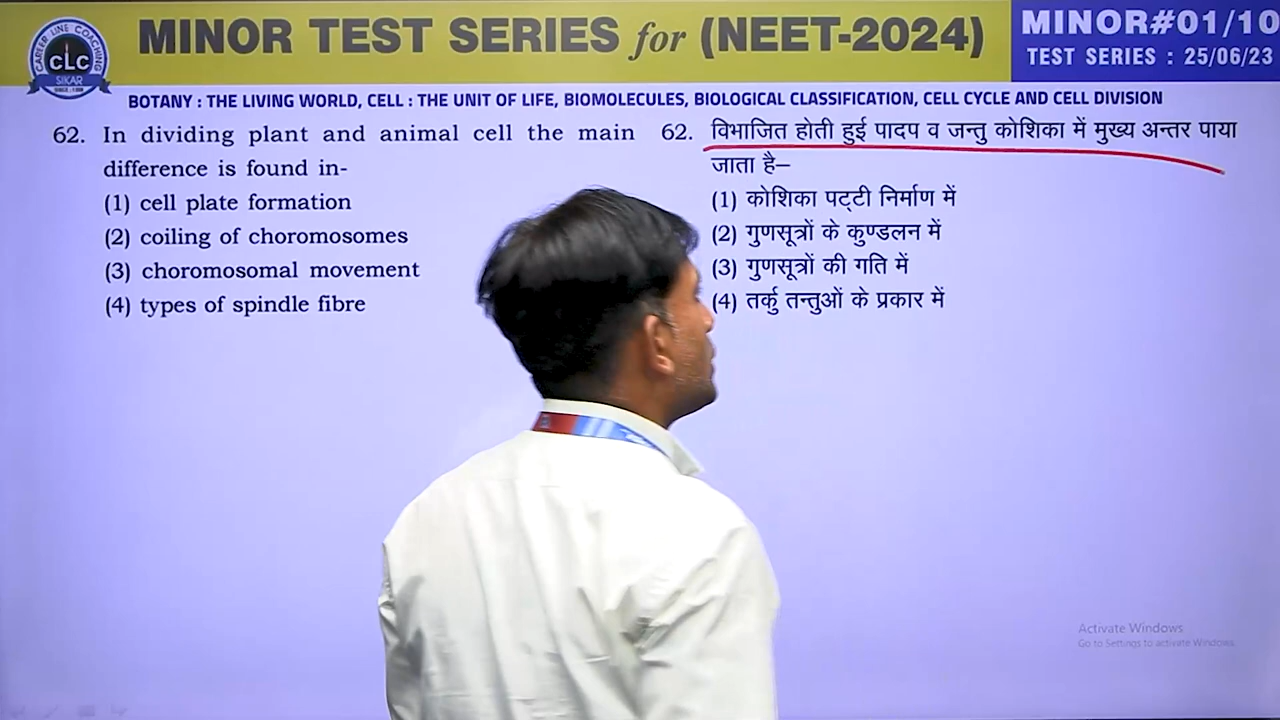 MINOR TEST SERIES for (NEET-2024)
MINOR#01/10
TEST SERIES : 25/06/23
CAREER LINE COACHING
CLC
SIKAR
BOTANY : THE LIVING WORLD, CELL : THE UNIT OF LIFE, BIOMOLECULES, BIOLOGICAL CLASSIFICATION, CELL CYCLE AND CELL DIVISION
62. In dividing plant and animal cell the main
difference is found in-
(1) cell plate formation
(2) coiling of choromosomes
(3) choromosomal movement
(4) types of spindle fibre
62. विभाजित होती हुई पादप व जन्तु कोशिका में मुख्य अन्तर पाया
जाता है–
(1) कोशिका पट्टी निर्माण में
(2) गुणसूत्रों के कुण्डलन में
(3) गुणसूत्रों की गति में
(4) तर्कु तन्तुओं के प्रकार में
Activate Windows
Go to Settings to activate Windows.